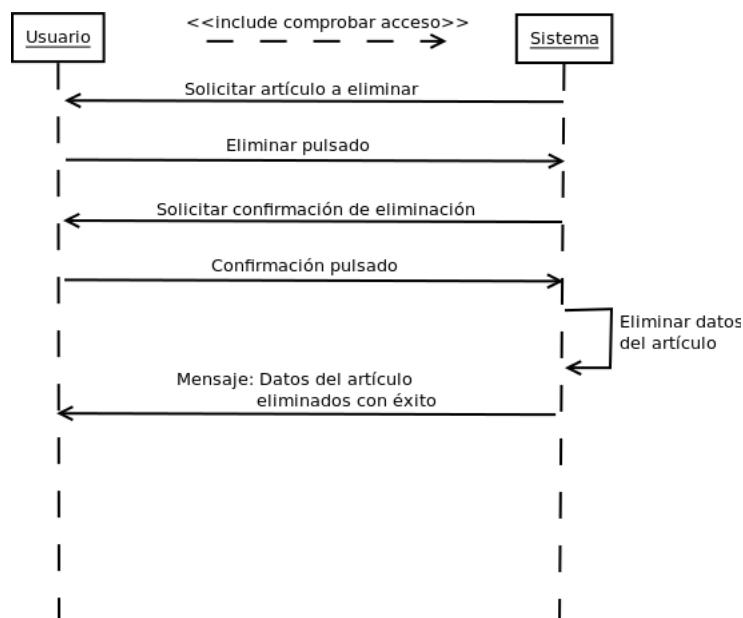 <<include comprobar acceso>>
Usuario
Sistema
Solicitar artículo a eliminar
Eliminar pulsado
Solicitar confirmación de eliminación
Confirmación pulsado
Eliminar datos
del artículo
Mensaje: Datos del artículo
eliminados con éxito